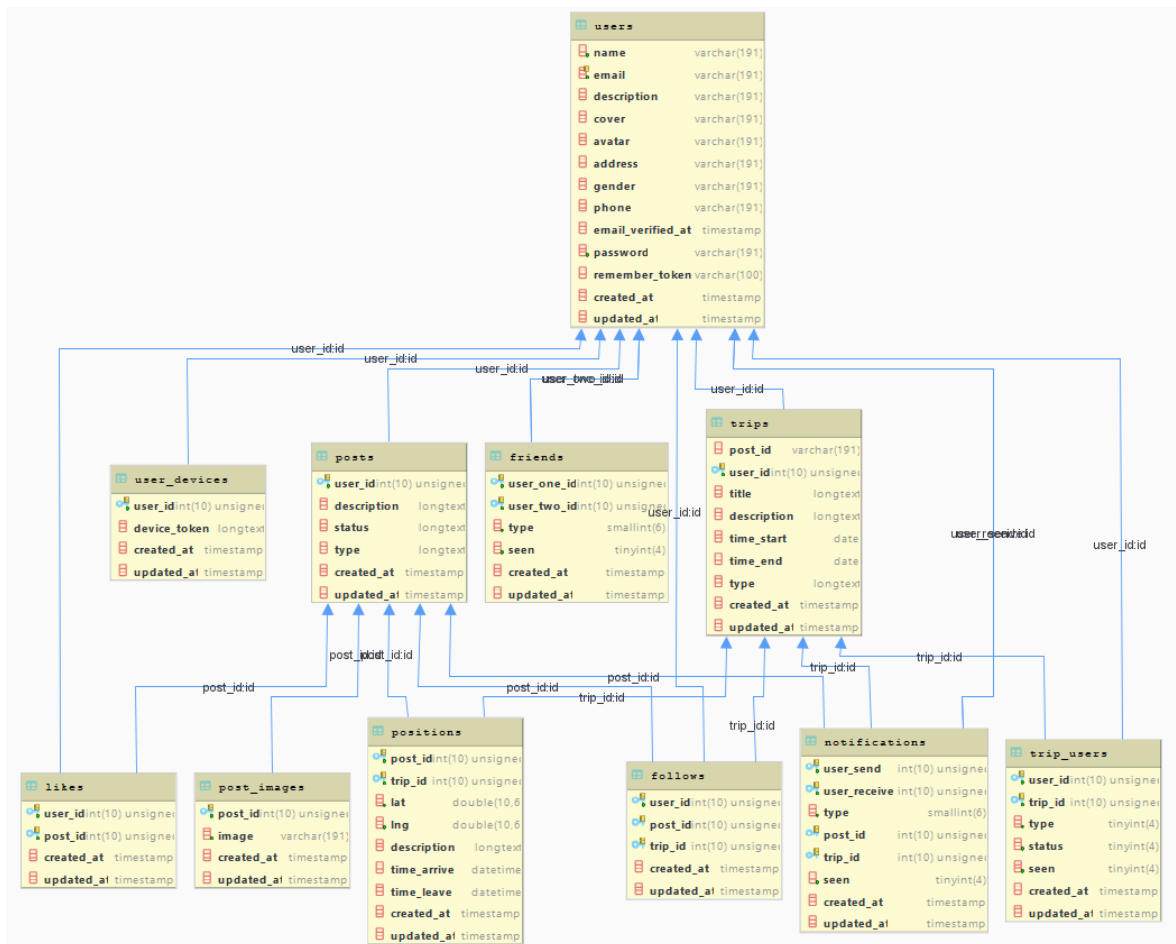 users
name varchar(191)
email varchar(191)
description varchar(191)
cover varchar(191)
avatar varchar(191)
address varchar(191)
gender varchar(191)
phone varchar(191)
email_verified_at timestamp
password varchar(191)
remember_token varchar(100)
created_at timestamp
updated_at timestamp
user_id:id
user_id:id
user_id:id
user_two_id:id
user_id:id
user_id:id
user_receive:id
user_id:id
user_devices
user_id int(10) unsigned
device_token longtext
created_at timestamp
updated_at timestamp
posts
user_id int(10) unsigned
description longtext
status longtext
type longtext
created_at timestamp
updated_at timestamp
friends
user_one_id int(10) unsigned
user_two_id int(10) unsigned
type smallint(6)
seen tinyint(4)
created_at timestamp
updated_at timestamp
trips
post_id varchar(191)
user_id int(10) unsigned
title longtext
description longtext
time_start date
time_end date
type longtext
created_at timestamp
updated_at timestamp
post_id:id
post_id:id
post_id:id
post_id:id
post_id:id
trip_id:id
trip_id:id
trip_id:id
trip_id:id
likes
user_id int(10) unsigned
post_id int(10) unsigned
created_at timestamp
updated_at timestamp
post_images
post_id int(10) unsigned
image varchar(191)
created_at timestamp
updated_at timestamp
positions
post_id int(10) unsigned
trip_id int(10) unsigned
lat double(10,6
lng double(10,6
description longtext
time_arrive datetime
time_leave datetime
created_at timestamp
updated_at timestamp
follows
user_id int(10) unsigned
post_id int(10) unsigned
trip_id int(10) unsigned
created_at timestamp
updated_at timestamp
notifications
user_send int(10) unsigned
user_receive int(10) unsigned
type smallint(6)
post_id int(10) unsigned
trip_id int(10) unsigned
seen tinyint(4)
created_at timestamp
updated_at timestamp
trip_users
user_id int(10) unsigned
trip_id int(10) unsigned
type tinyint(4)
status tinyint(4)
seen tinyint(4)
created_at timestamp
updated_at timestamp